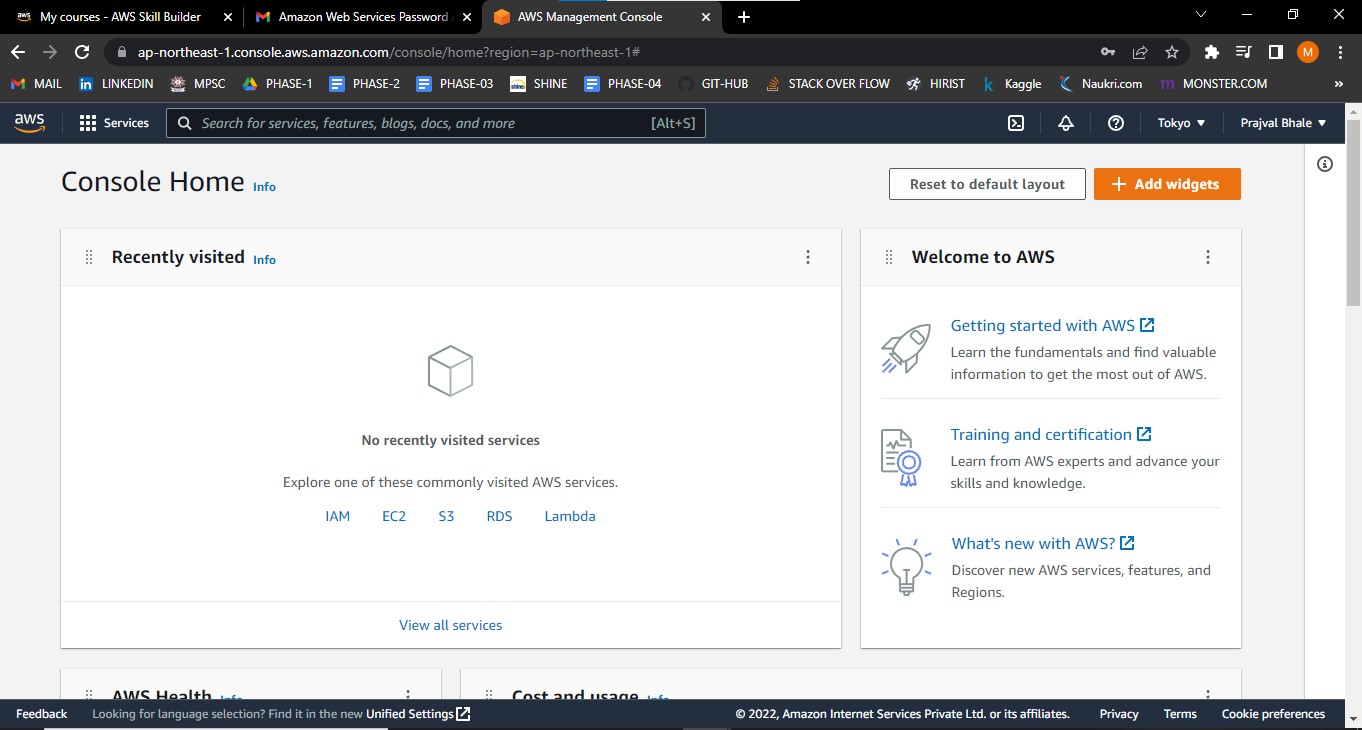 aws My courses - AWS Skill Builder
Amazon Web Services Password
AWS Management Console
ap-northeast-1.console.aws.amazon.com/console/home?region=ap-northeast-1#
M
MAIL
LINKEDIN
MPSC
PHASE-1
PHASE-2
PHASE-03
SHINE
PHASE-04
GIT-HUB
STACK OVER FLOW
HIRIST
Kaggle
Naukri.com
MONSTER.COM
»
aws
Services
Search for services, features, blogs, docs, and more [Alt+S]
Tokyo
Prajval Bhale
Console Home Info
Reset to default layout
Add widgets
Recently visited Info
No recently visited services
Explore one of these commonly visited AWS services.
IAM EC2 S3 RDS Lambda
View all services
Welcome to AWS
Getting started with AWS
Learn the fundamentals and find valuable
information to get the most out of AWS.
Training and certification
Learn from AWS experts and advance your
skills and knowledge.
What's new with AWS?
Discover new AWS services, features, and
Regions.
AWS Health Info
Cost and usage Info
Feedback
Looking for language selection? Find it in the new Unified Settings
© 2022, Amazon Internet Services Private Ltd. or its affiliates.
Privacy
Terms
Cookie preferences